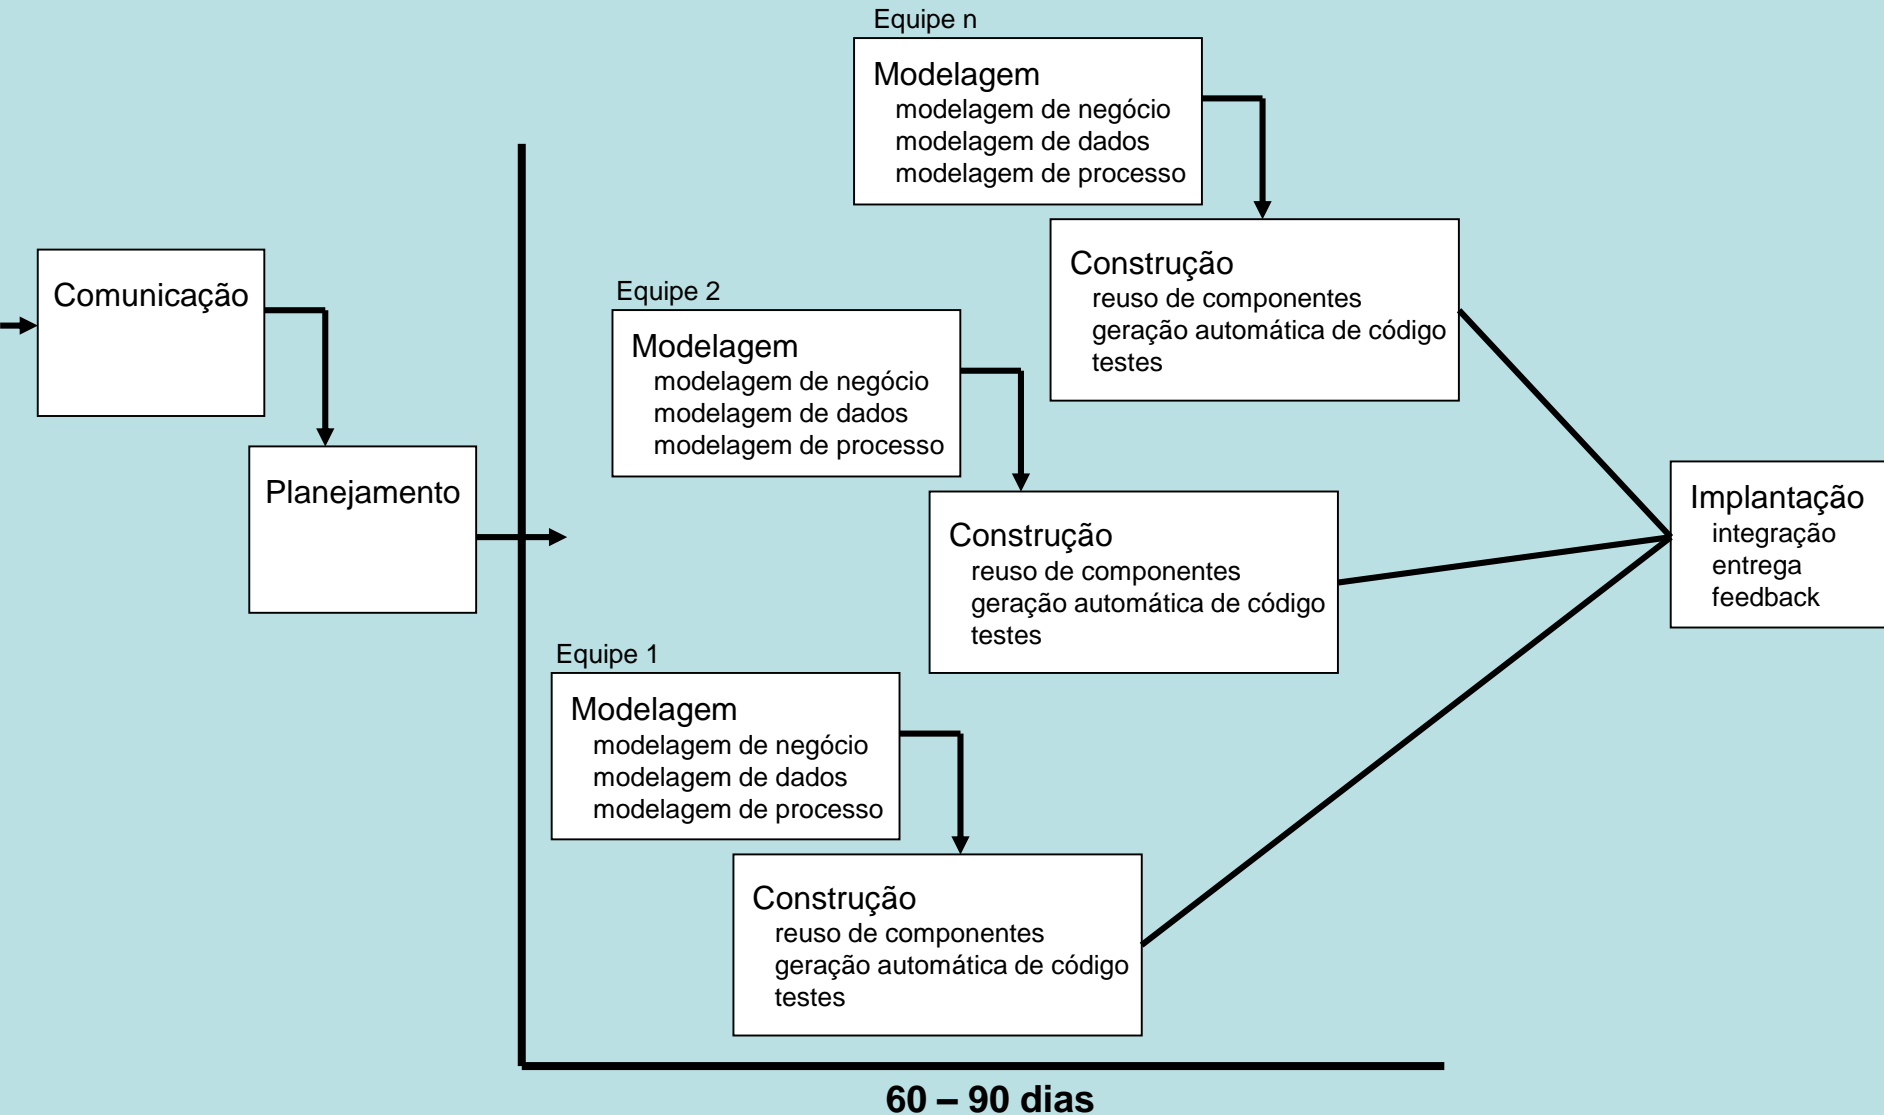 Equipe n
Modelagem
modelagem de negócio
modelagem de dados
modelagem de processo
Construção
reuso de componentes
geração automática de código
testes
Comunicação
Planejamento
Equipe 2
Modelagem
modelagem de negócio
modelagem de dados
modelagem de processo
Construção
reuso de componentes
geração automática de código
testes
Equipe 1
Modelagem
modelagem de negócio
modelagem de dados
modelagem de processo
Construção
reuso de componentes
geração automática de código
testes
Implantação
integração
entrega
feedback
60 – 90 dias